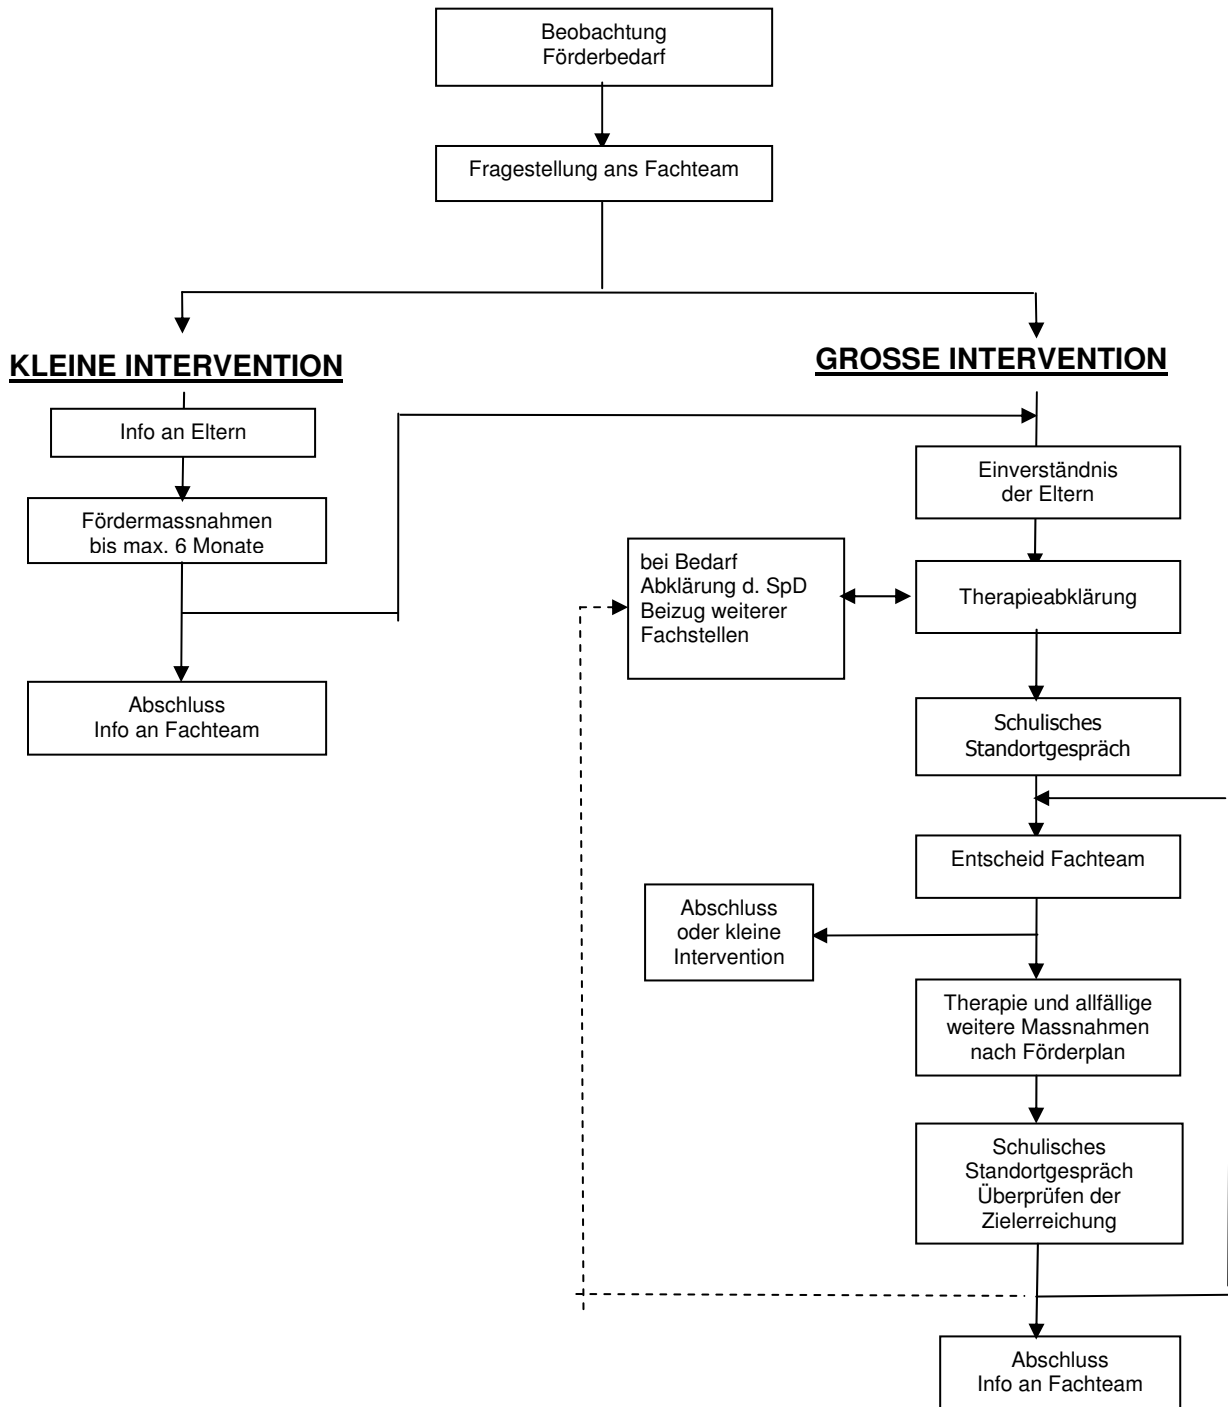 Beobachtung
Förderbedarf
Fragestellung ans Fachteam
KLEINE INTERVENTION
Info an Eltern
Fördermassnahmen
bis max. 6 Monate
Abschluss
Info an Fachteam
GROSSE INTERVENTION
Einverständnis
der Eltern
bei Bedarf
Abklärung d. SpD
Beizug weiterer
Fachstellen
Therapieabklärung
Schulisches
Standortgespräch
Entscheid Fachteam
Abschluss
oder kleine
Intervention
Therapie und allfällige
weitere Massnahmen
nach Förderplan
Schulisches
Standortgespräch
Überprüfen der
Zielerreichung
Abschluss
Info an Fachteam